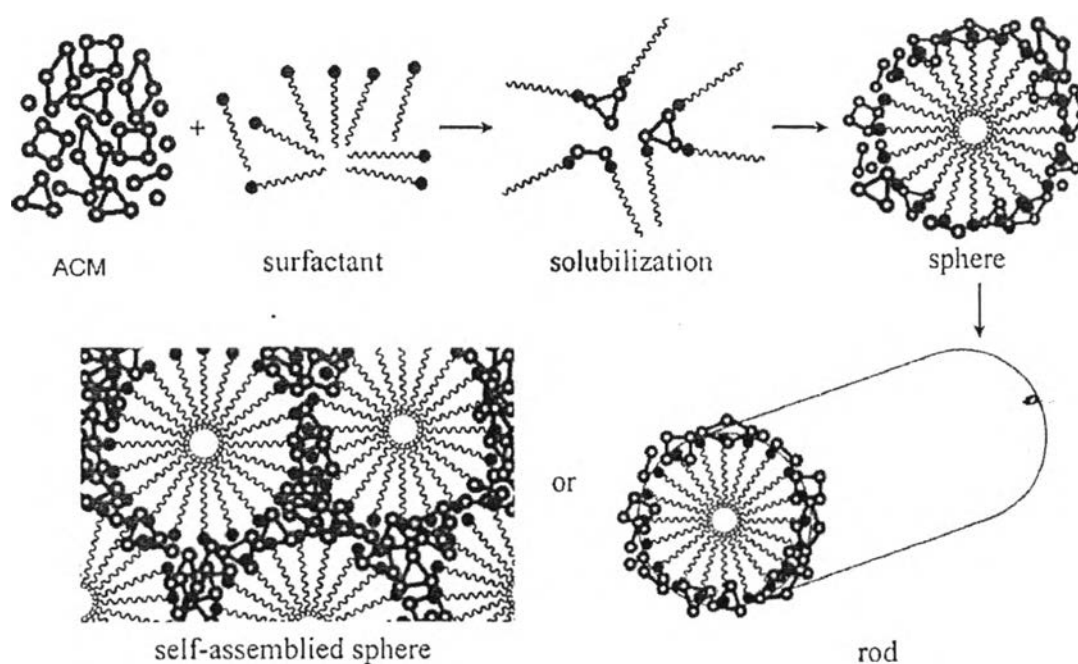 +
ACM
surfactant
solubilization
sphere
or
self-assemblied sphere
rod